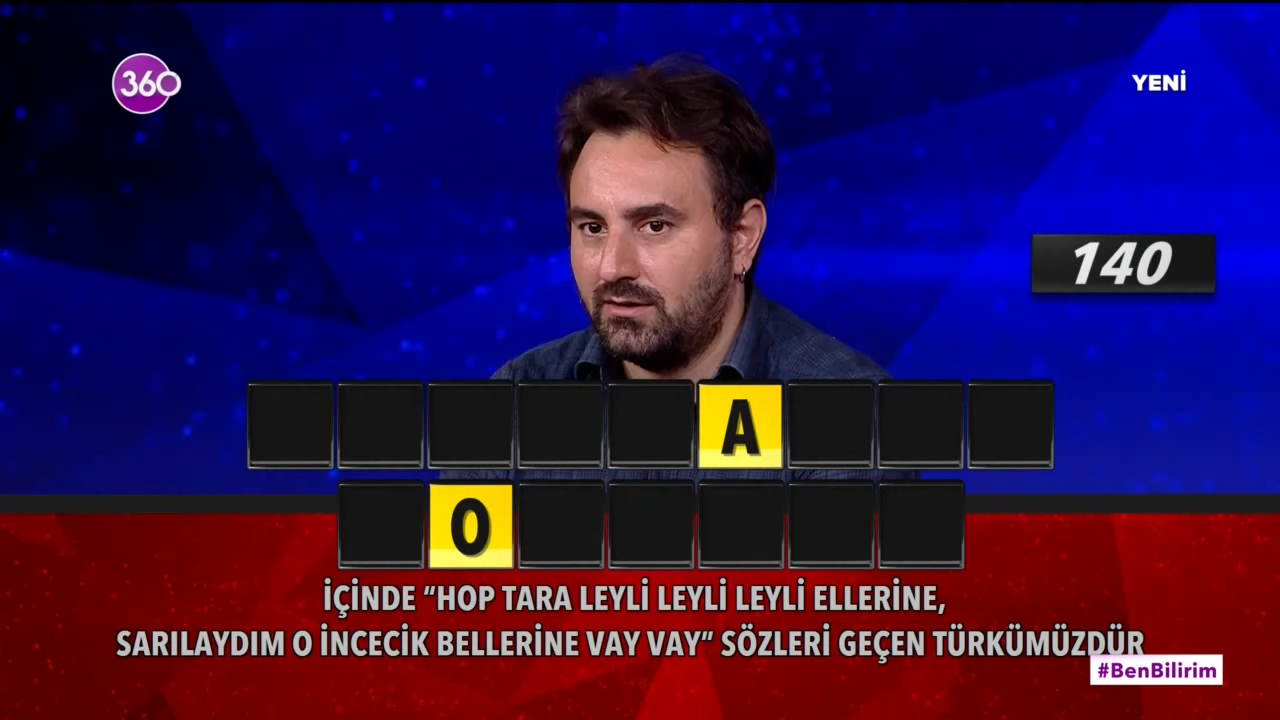 360
YENİ
140
A
O
İÇİNDE “HOP TARA LEYLİ LEYLİ LEYLİ ELLERİNE,
SARILAYDIM O İNCECİK BELLERİNE VAY VAY” SÖZLERİ GEÇEN TÜRKÜMÜZDÜR
#BenBilirim